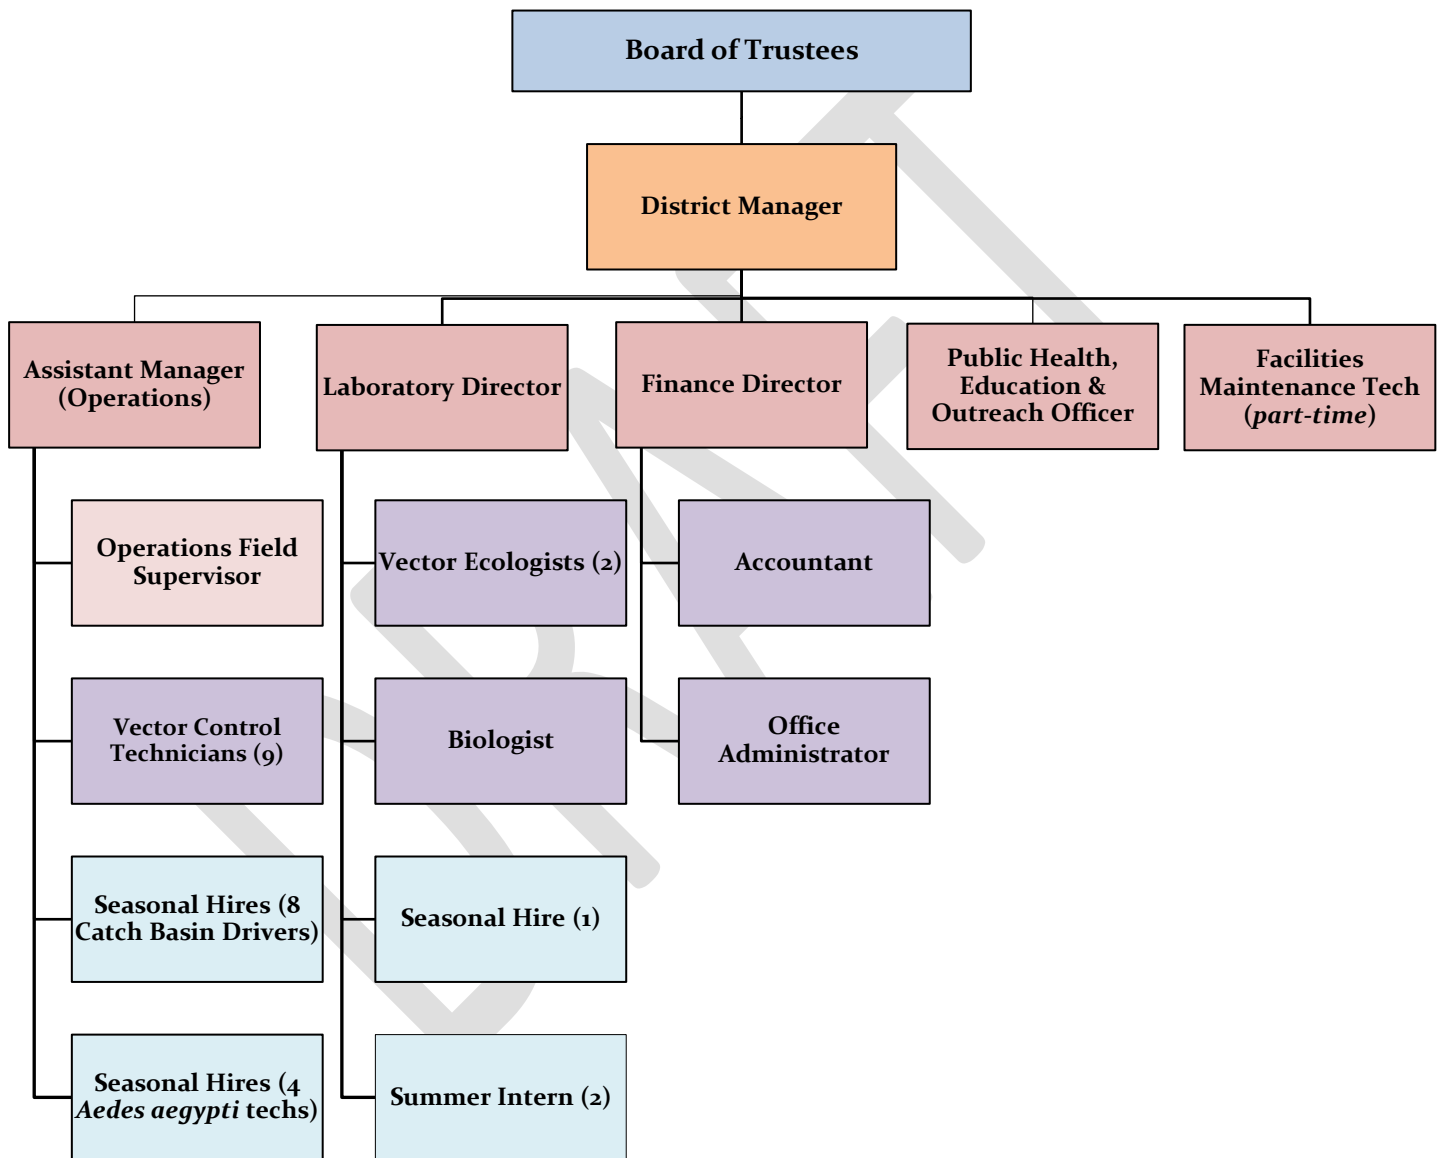 Board of Trustees
District Manager
Assistant Manager
(Operations)
Laboratory Director
Finance Director
Public Health,
Education &
Outreach Officer
Facilities
Maintenance Tech
(part-time)
Operations Field
Supervisor
Vector Ecologists (2)
Accountant
Vector Control
Technicians (9)
Biologist
Office
Administrator
Seasonal Hires (8
Catch Basin Drivers)
Seasonal Hire (1)
Seasonal Hires (4
Aedes aegypti techs)
Summer Intern (2)
DRAFT